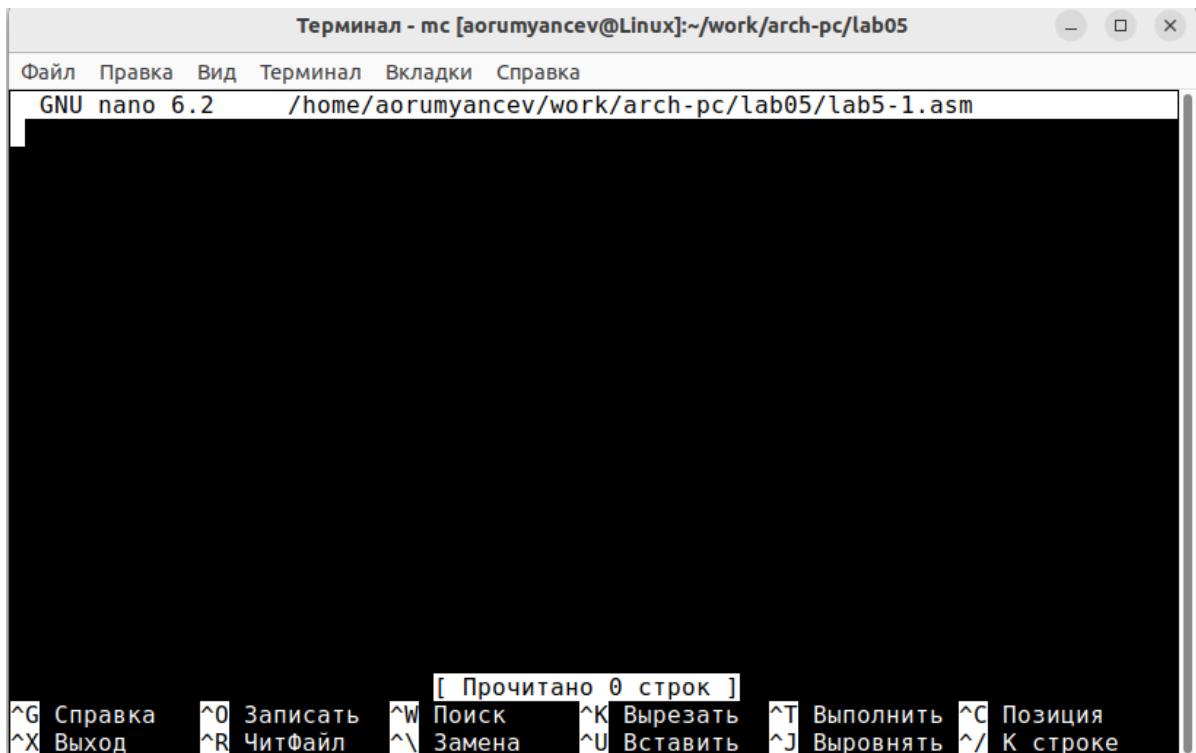 Терминал - mc [aorumyancev@Linux]:~/work/arch-pc/lab05
Файл Правка Вид Терминал Вкладки Справка
GNU nano 6.2 /home/aorumyancev/work/arch-pc/lab05/lab5-1.asm
[ Прочитано 0 строк ]
^G Справка ^O Записать ^W Поиск ^K Вырезать ^T Выполнить ^C Позиция
^X Выход ^R ЧитФайл ^\ Замена ^U Вставить ^J Выровнять ^/ К строке